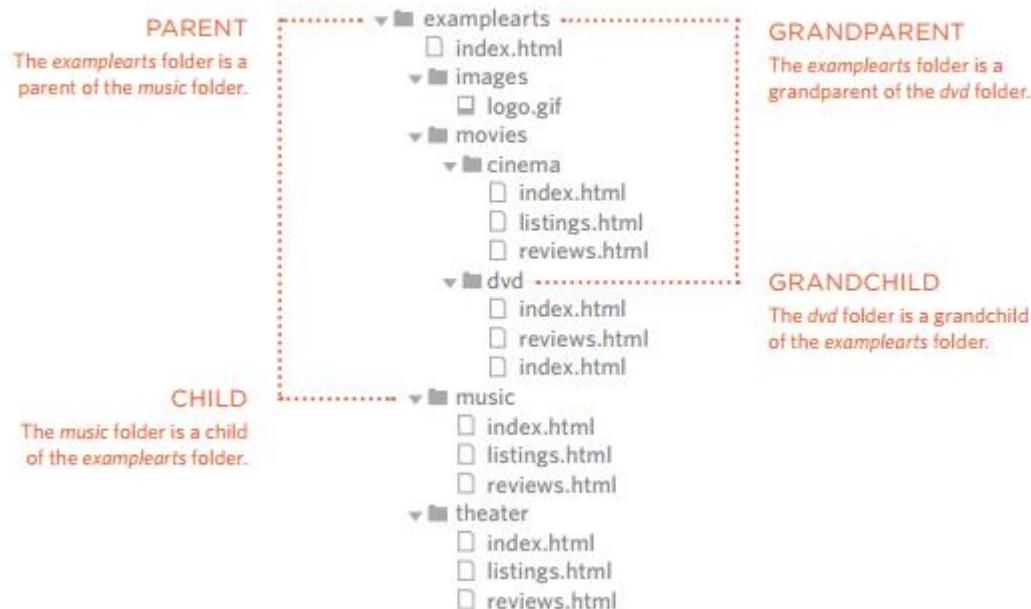 PARENT
The examplearts folder is a
parent of the music folder.
CHILD
The music folder is a child
of the examplearts folder.
examplearts
index.html
images
logo.gif
movies
cinema
index.html
listings.html
reviews.html
dvd
index.html
reviews.html
index.html
music
index.html
listings.html
reviews.html
theater
index.html
listings.html
reviews.html
GRANDPARENT
The examplearts folder is a
grandparent of the dvd folder.
GRANDCHILD
The dvd folder is a grandchild
of the examplearts folder.